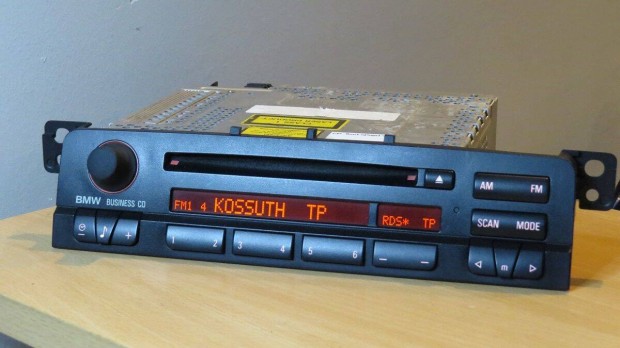 BMW BUSINESS CD
FM1 4 KOSSUTH TP
RDS* TP
AM FM
SCAN MODE
1 2 3 4 5 6
m